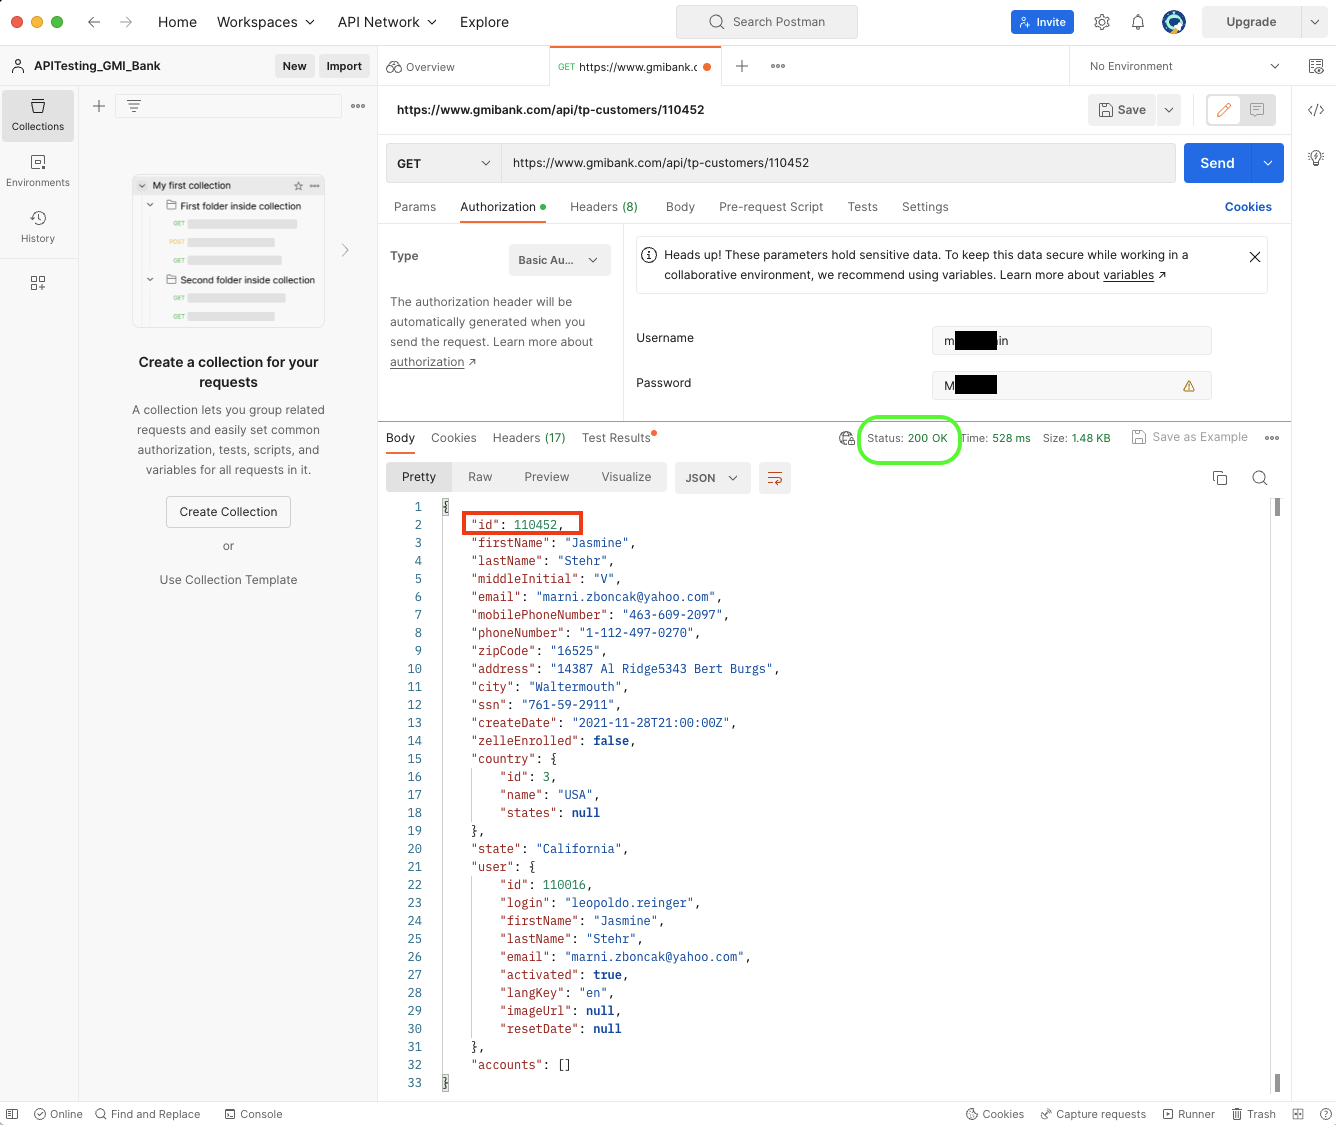 Home Workspaces API Network Explore Search Postman Invite Upgrade
APITesting_GMI_Bank New Import
Overview GET https://www.gmibank.c No Environment
Collections
Environments
History
My first collection
First folder inside collection
GET
POST
GET
Second folder inside collection
GET
GET
Create a collection for your
requests
A collection lets you group related
requests and easily set common
authorization, tests, scripts, and
variables for all requests in it.
Create Collection
or
Use Collection Template
https://www.gmibank.com/api/tp-customers/110452 Save
GET https://www.gmibank.com/api/tp-customers/110452 Send
Params Authorization Headers (8) Body Pre-request Script Tests Settings Cookies
Type Basic Au...
The authorization header will be
automatically generated when you
send the request. Learn more about
authorization ↗
Heads up! These parameters hold sensitive data. To keep this data secure while working in a
collaborative environment, we recommend using variables. Learn more about variables ↗
Username m in
Password M
Body Cookies Headers (17) Test Results Status: 200 OK Time: 528 ms Size: 1.48 KB Save as Example
Pretty Raw Preview Visualize JSON
1 {
2 "id": 110452,
3 "firstName": "Jasmine",
4 "lastName": "Stehr",
5 "middleInitial": "V",
6 "email": "marni.zboncak@yahoo.com",
7 "mobilePhoneNumber": "463-609-2097",
8 "phoneNumber": "1-112-497-0270",
9 "zipCode": "16525",
10 "address": "14387 Al Ridge5343 Bert Burgs",
11 "city": "Waltermouth",
12 "ssn": "761-59-2911",
13 "createDate": "2021-11-28T21:00:00Z",
14 "zelleEnrolled": false,
15 "country": {
16 "id": 3,
17 "name": "USA",
18 "states": null
19 },
20 "state": "California",
21 "user": {
22 "id": 110016,
23 "login": "leopoldo.reinger",
24 "firstName": "Jasmine",
25 "lastName": "Stehr",
26 "email": "marni.zboncak@yahoo.com",
27 "activated": true,
28 "langKey": "en",
29 "imageUrl": null,
30 "resetDate": null
31 },
32 "accounts": []
33 }
Online Find and Replace Console Cookies Capture requests Runner Trash